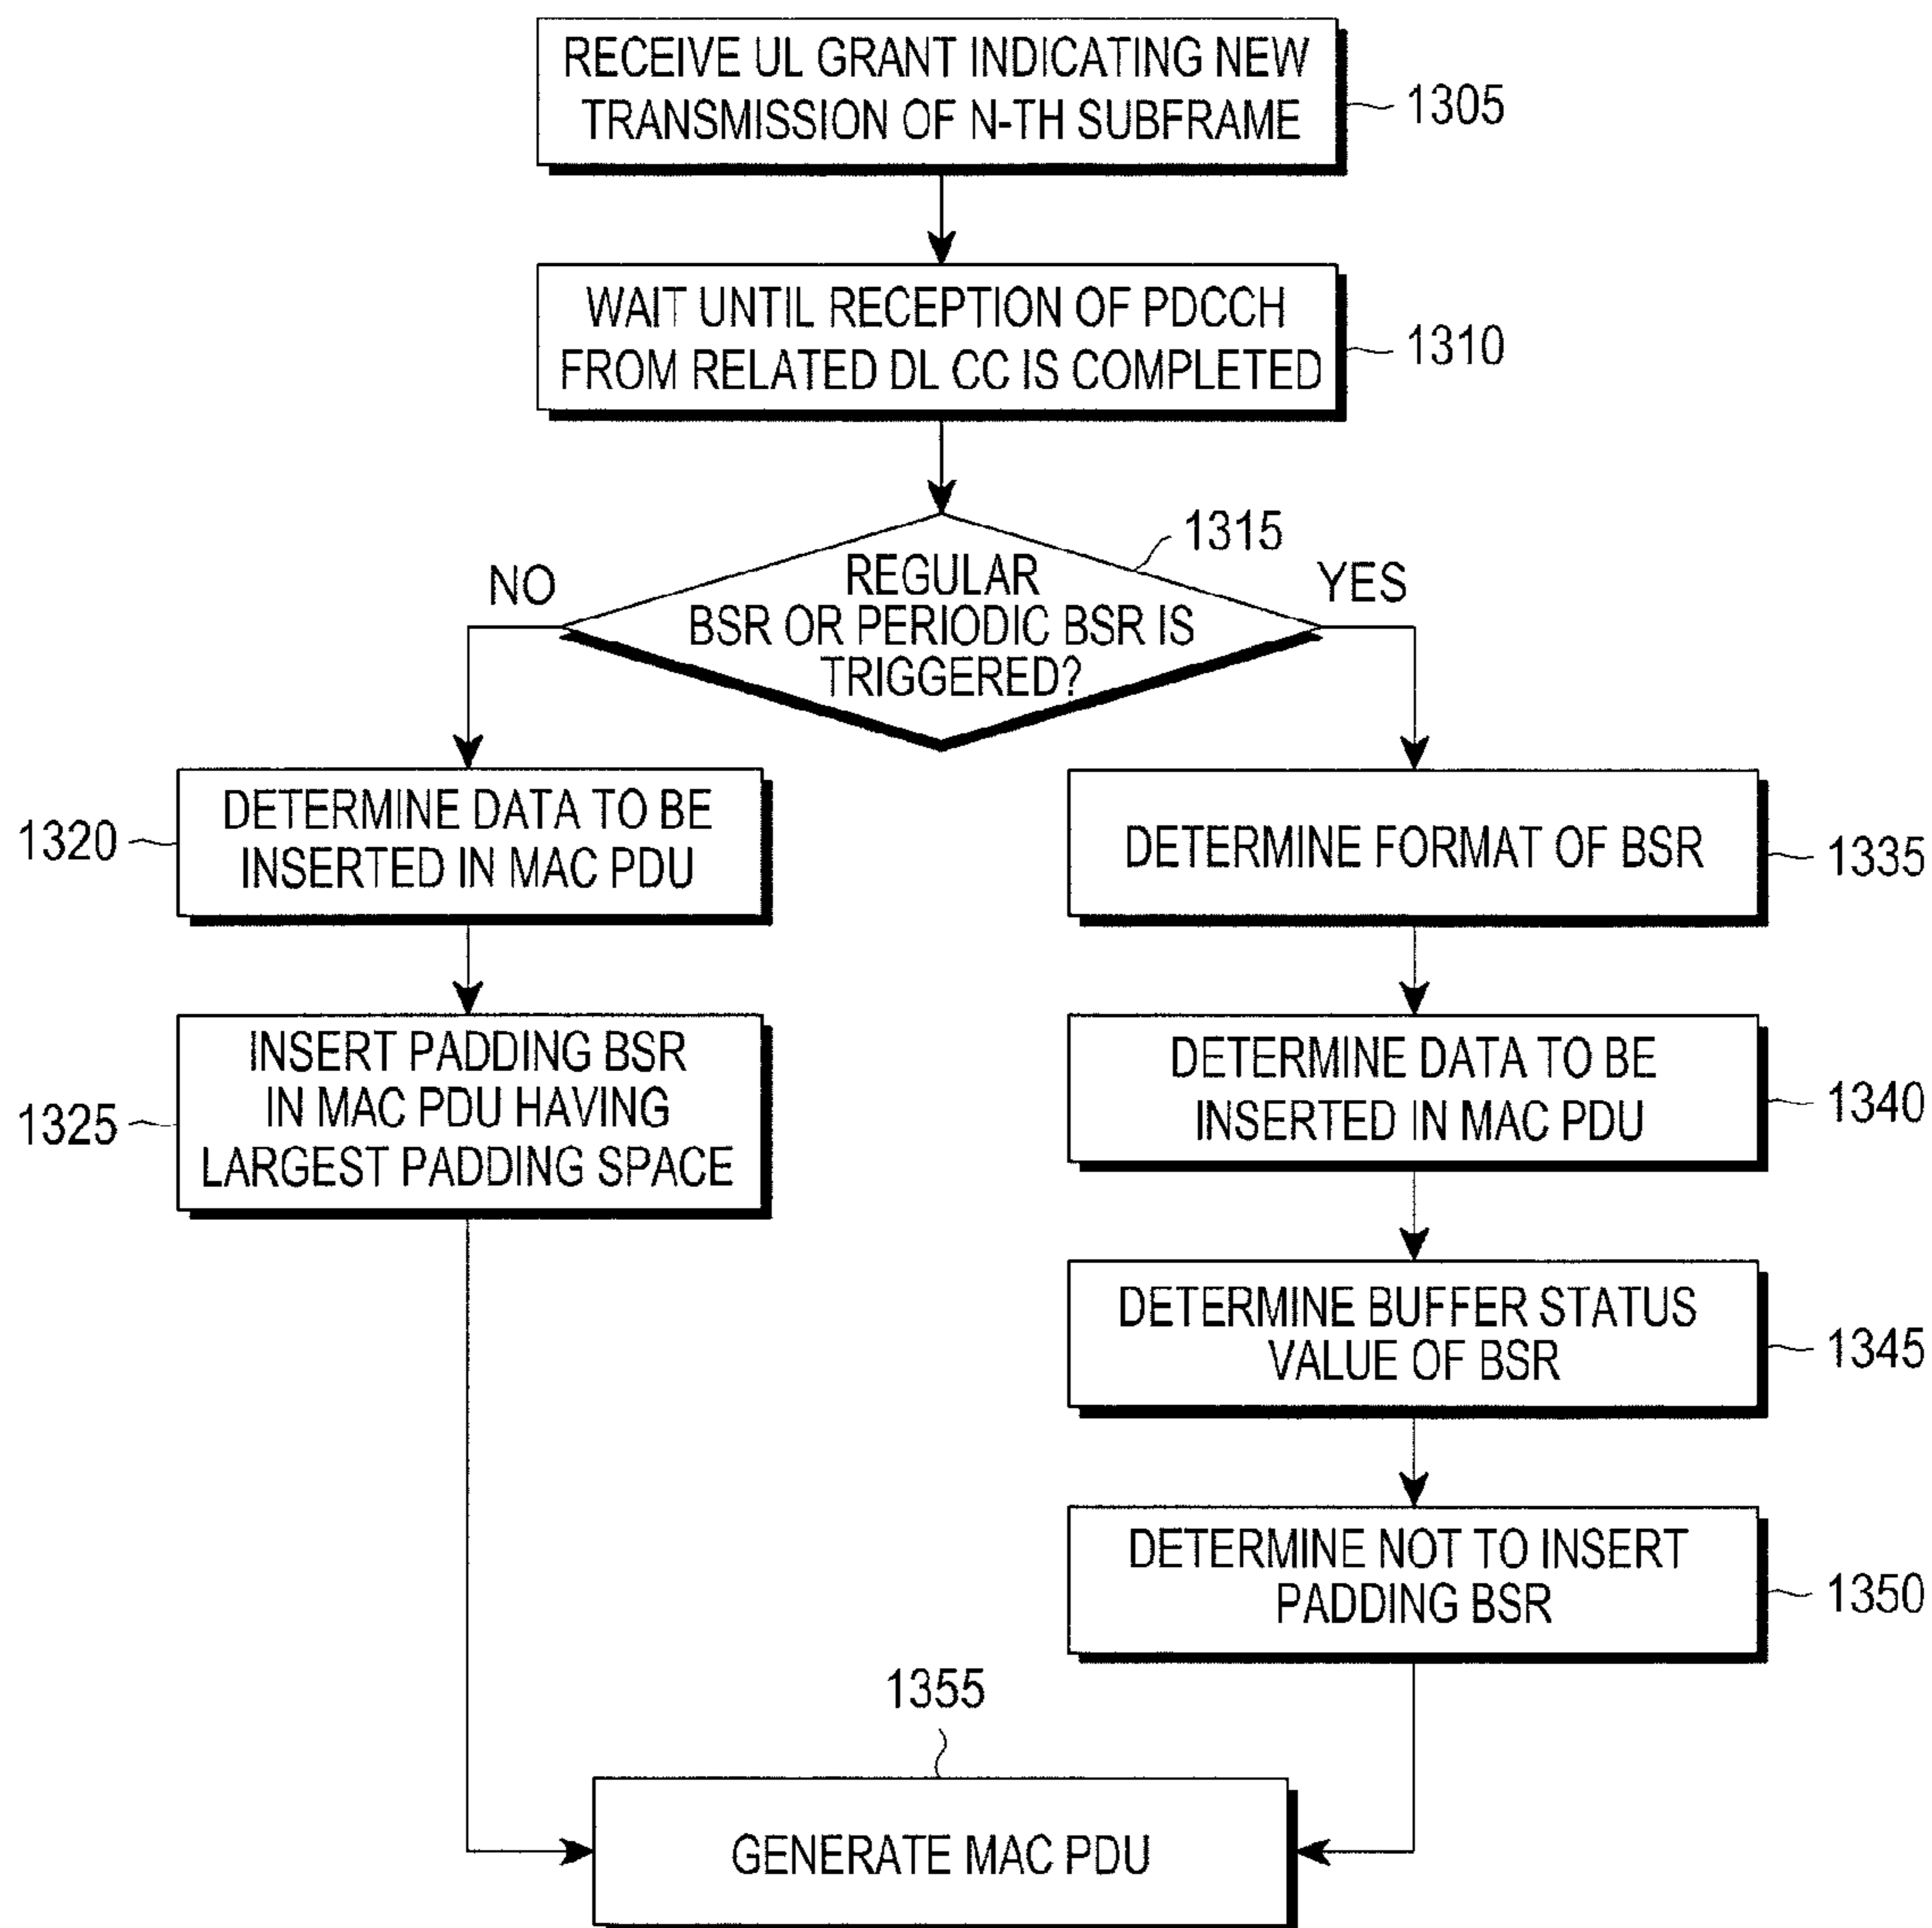 RECEIVE UL GRANT INDICATING NEW
TRANSMISSION OF N-TH SUBFRAME
1305
WAIT UNTIL RECEPTION OF PDCCH
FROM RELATED DL CC IS COMPLETED
1310
1315
NO
YES
REGULAR
BSR OR PERIODIC BSR IS
TRIGGERED?
1320
DETERMINE DATA TO BE
INSERTED IN MAC PDU
1325
INSERT PADDING BSR
IN MAC PDU HAVING
LARGEST PADDING SPACE
DETERMINE FORMAT OF BSR
1335
DETERMINE DATA TO BE
INSERTED IN MAC PDU
1340
DETERMINE BUFFER STATUS
VALUE OF BSR
1345
DETERMINE NOT TO INSERT
PADDING BSR
1350
1355
GENERATE MAC PDU